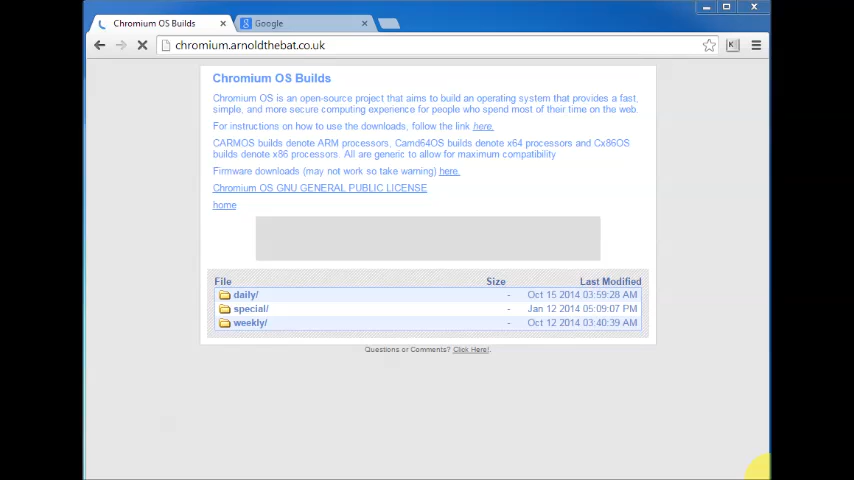 Chromium OS Builds
Google
chromium.arnoldthebat.co.uk
Chromium OS Builds
Chromium OS is an open-source project that aims to build an operating system that provides a fast,
simple, and more secure computing experience for people who spend most of their time on the web.
For instructions on how to use the downloads, follow the link here.
CARMOS builds denote ARM processors, Camd64OS builds denote x64 processors and Cx86OS
builds denote x86 processors. All are generic to allow for maximum compatibility
Firmware downloads (may not work so take warning) here.
Chromium OS GNU GENERAL PUBLIC LICENSE
home
File Size Last Modified
daily/ - Oct 15 2014 03:59:28 AM
special/ - Jan 12 2014 05:09:07 PM
weekly/ - Oct 12 2014 03:40:39 AM
Questions or Comments? Click Here!.